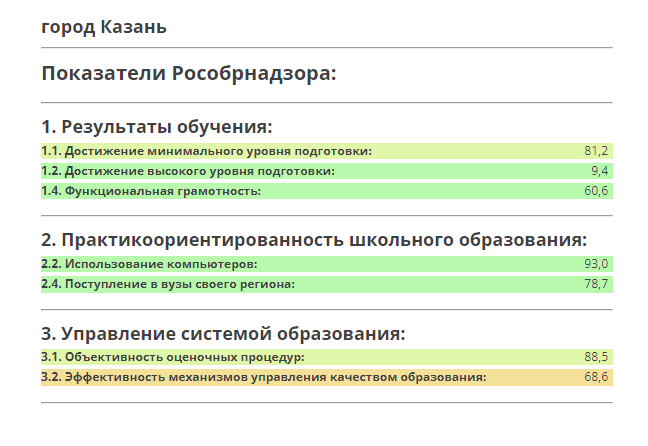 город Казань
Показатели Рособрнадзора:
1. Результаты обучения:
1.1. Достижение минимального уровня подготовки: 81,2
1.2. Достижение высокого уровня подготовки: 9,4
1.4. Функциональная грамотность: 60,6
2. Практикоориентированность школьного образования:
2.2. Использование компьютеров: 93,0
2.4. Поступление в вузы своего региона: 78,7
3. Управление системой образования:
3.1. Объективность оценочных процедур: 88,5
3.2. Эффективность механизмов управления качеством образования: 68,6